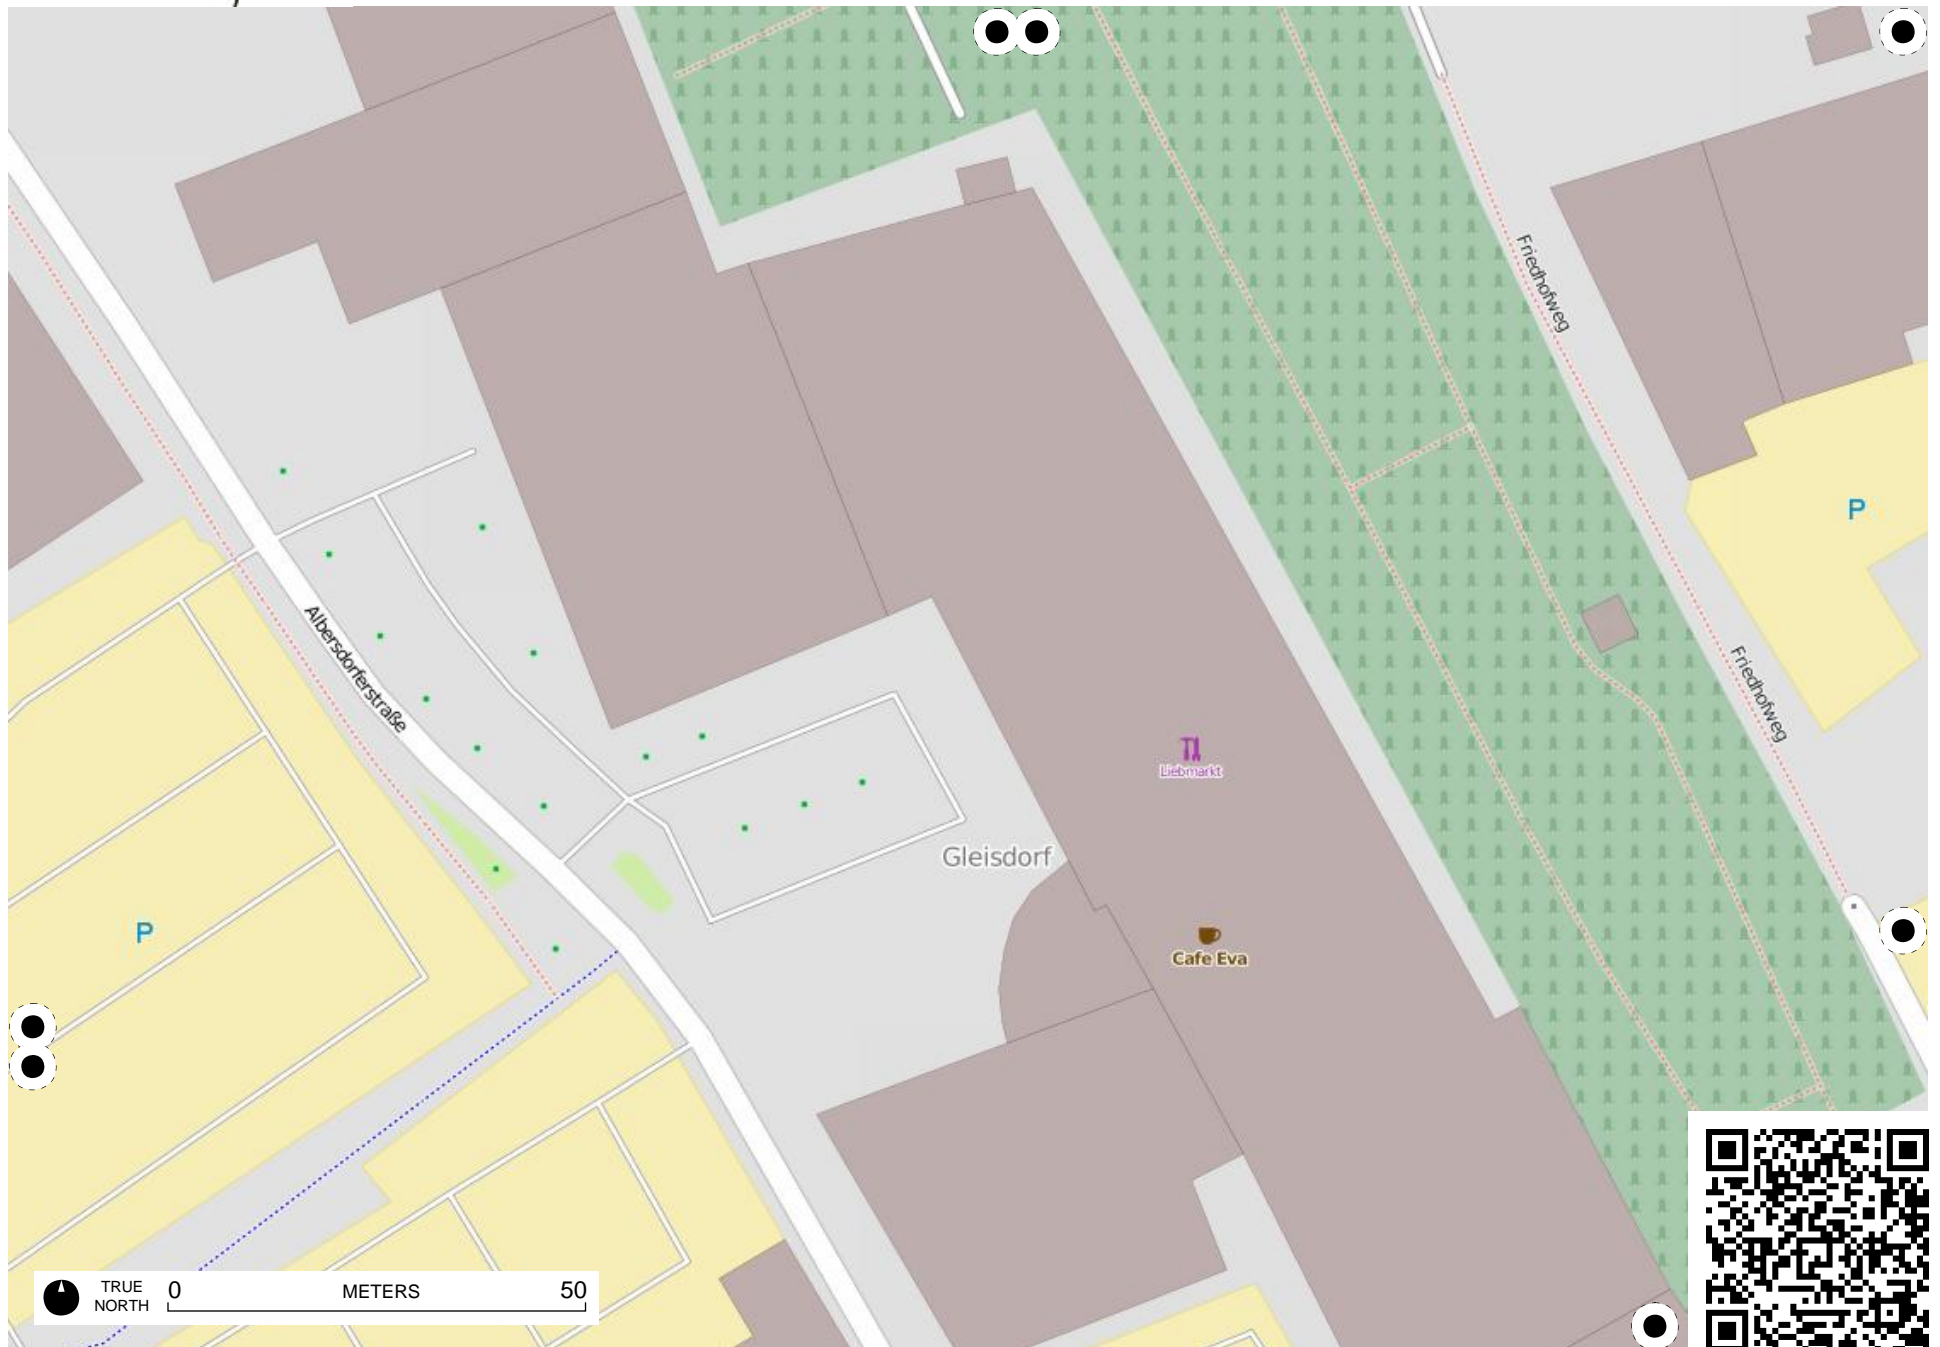 Friedhofweg
P
Albersdorferstraße
Friedhofweg
Liebmarkt
Gleisdorf
P
Cafe Eva
TRUE
NORTH
0
METERS
50